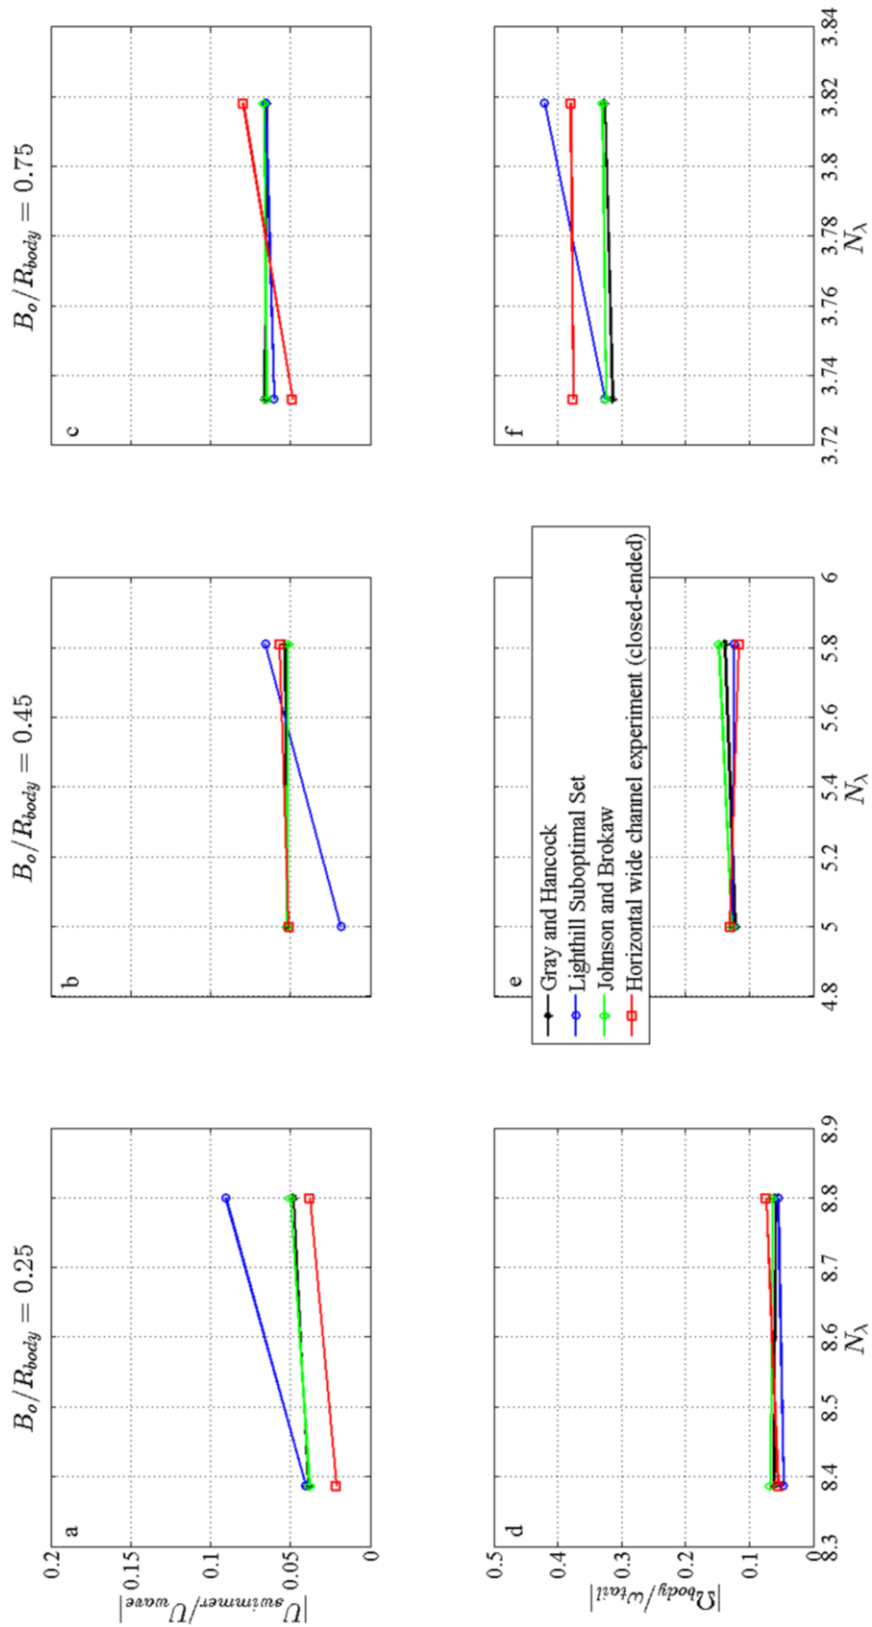 B_o/R_body = 0.25
B_o/R_body = 0.45
B_o/R_body = 0.75
|U_swimmer/U_wave|
0.2
0.15
0.1
0.05
0
a
b
c
|Ω_body/ω_tail|
0.5
0.4
0.3
0.2
0.1
0
d
e
f
Gray and Hancock
Lighthill Suboptimal Set
Johnson and Brokaw
Horizontal wide channel experiment (closed-ended)
8.3 8.4 8.5 8.6 8.7 8.8 8.9
4.8 5 5.2 5.4 5.6 5.8 6
3.72 3.74 3.76 3.78 3.8 3.82 3.84
N_λ
N_λ
N_λ